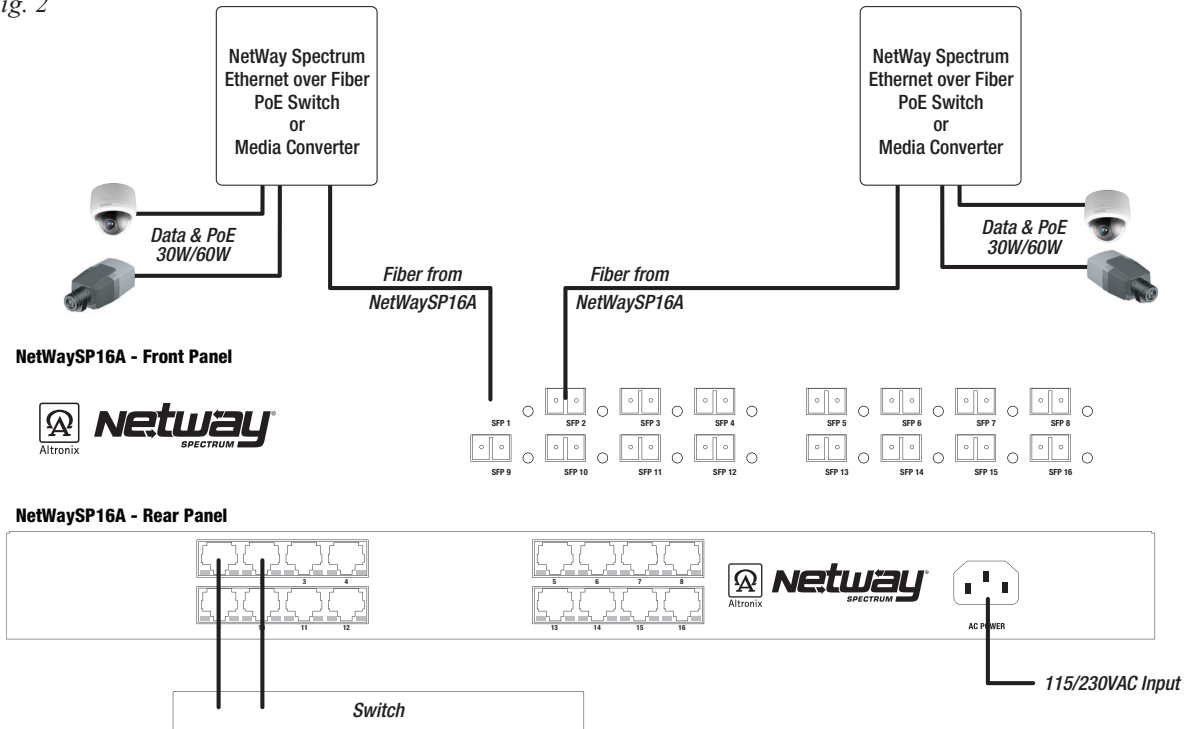 ig. 2
NetWay Spectrum
Ethernet over Fiber
PoE Switch
or
Media Converter
NetWay Spectrum
Ethernet over Fiber
PoE Switch
or
Media Converter
Data & PoE
30W/60W
Data & PoE
30W/60W
Fiber from
NetWaySP16A
Fiber from
NetWaySP16A
NetWaySP16A - Front Panel
Altronix
Netway®
SPECTRUM
SFP 1
SFP 2
SFP 3
SFP 4
SFP 5
SFP 6
SFP 7
SFP 8
SFP 9
SFP 10
SFP 11
SFP 12
SFP 13
SFP 14
SFP 15
SFP 16
NetWaySP16A - Rear Panel
3
4
5
6
7
8
10
11
12
13
14
15
16
Altronix
Netway®
SPECTRUM
AC POWER
115/230VAC Input
Switch